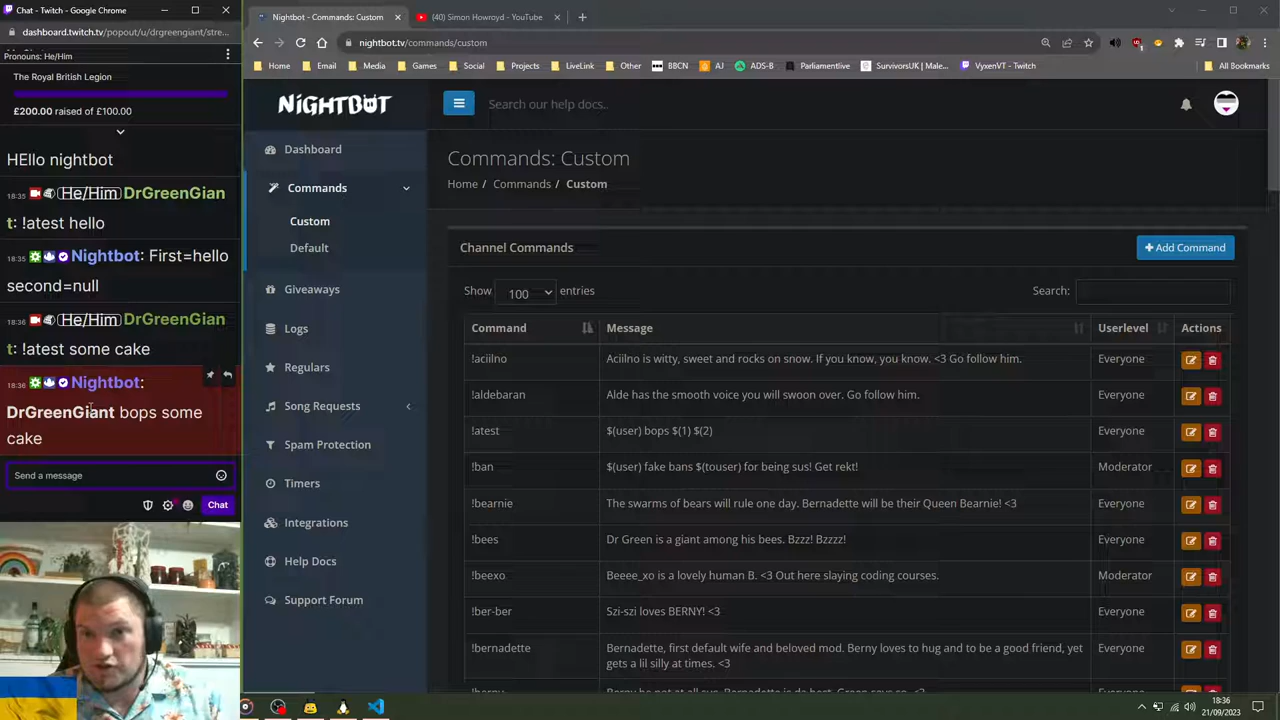 Chat - Twitch - Google Chrome
dashboard.twitch.tv/popout/u/drgreengiant/stre...
Pronouns: He/Him
The Royal British Legion
£200.00 raised of £100.00
HEllo nightbot
18:35 He/Him DrGreenGian
t: !atest hello
18:35 Nightbot: First=hello
second=null
18:36 He/Him DrGreenGian
t: !atest some cake
18:36 Nightbot:
DrGreenGiant bops some
cake
Send a message
Chat
Nightbot - Commands: Custom
(40) Simon Howroyd - YouTube
nightbot.tv/commands/custom
Home
Email
Media
Games
Social
Projects
LiveLink
Other
BBCN
AJ
ADS-B
Parliamentlive
SurvivorsUK | Male...
VyxenVT - Twitch
All Bookmarks
NiGHTBOT
Search our help docs..
Dashboard
Commands
Custom
Default
Giveaways
Logs
Regulars
Song Requests
Spam Protection
Timers
Integrations
Help Docs
Support Forum
Commands: Custom
Home / Commands / Custom
Channel Commands
+ Add Command
Show 100 entries
Search:
Command Message Userlevel Actions
!aciilno Aciilno is witty, sweet and rocks on snow. If you know, you know. <3 Go follow him. Everyone
!aldebaran Alde has the smooth voice you will swoon over. Go follow him. Everyone
!atest $(user) bops $(1) $(2) Everyone
!ban $(user) fake bans $(touser) for being sus! Get rekt! Moderator
!bearnie The swarms of bears will rule one day. Bernadette will be their Queen Bearnie! <3 Everyone
!bees Dr Green is a giant among his bees. Bzzz! Bzzzz! Everyone
!beexo Beeee_xo is a lovely human B. <3 Out here slaying coding courses. Moderator
!ber-ber Szi-szi loves BERNY! <3 Everyone
!bernadette Bernadette, first default wife and beloved mod. Berny loves to hug and to be a good friend, yet Everyone
gets a lil silly at times. <3
18:36
21/09/2023